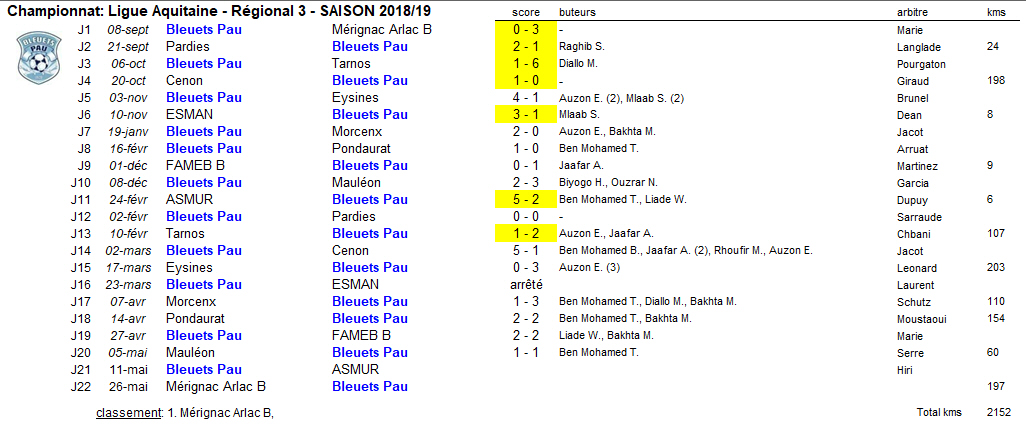 Championnat: Ligue Aquitaine - Régional 3 - SAISON 2018/19 score buteurs arbitre kms
BLEUETS PAU
J1 08-sept Bleuets Pau Mérignac Arlac B 0 - 3 - Marie
J2 21-sept Pardies Bleuets Pau 2 - 1 Raghib S. Langlade 24
J3 06-oct Bleuets Pau Tarnos 1 - 6 Diallo M. Pourgaton
J4 20-oct Cenon Bleuets Pau 1 - 0 - Giraud 198
J5 03-nov Bleuets Pau Eysines 4 - 1 Auzon E. (2), Mlaab S. (2) Brunel
J6 10-nov ESMAN Bleuets Pau 3 - 1 Mlaab S. Dean 8
J7 19-janv Bleuets Pau Morcenx 2 - 0 Auzon E., Bakhta M. Jacot
J8 16-févr Bleuets Pau Pondaurat 1 - 0 Ben Mohamed T. Arruat
J9 01-déc FAMEB B Bleuets Pau 0 - 1 Jaafar A. Martinez 9
J10 08-déc Bleuets Pau Mauléon 2 - 3 Biyogo H., Ouzrar N. Garcia
J11 24-févr ASMUR Bleuets Pau 5 - 2 Ben Mohamed T., Liade W. Dupuy 6
J12 02-févr Bleuets Pau Pardies 0 - 0 - Sarraude
J13 10-févr Tarnos Bleuets Pau 1 - 2 Auzon E., Jaafar A. Chbani 107
J14 02-mars Bleuets Pau Cenon 5 - 1 Ben Mohamed B., Jaafar A. (2), Rhoufir M., Auzon E. Jacot
J15 17-mars Eysines Bleuets Pau 0 - 3 Auzon E. (3) Leonard 203
J16 23-mars Bleuets Pau ESMAN arrêté Laurent
J17 07-avr Morcenx Bleuets Pau 1 - 3 Ben Mohamed T., Diallo M., Bakhta M. Schutz 110
J18 14-avr Pondaurat Bleuets Pau 2 - 2 Ben Mohamed T., Bakhta M. Moustaoui 154
J19 27-avr Bleuets Pau FAMEB B 2 - 2 Liade W., Bakhta M. Marie
J20 05-mai Mauléon Bleuets Pau 1 - 1 Ben Mohamed T. Serre 60
J21 11-mai Bleuets Pau ASMUR Hiri
J22 26-mai Mérignac Arlac B Bleuets Pau 197
classement: 1. Mérignac Arlac B, Total kms 2152